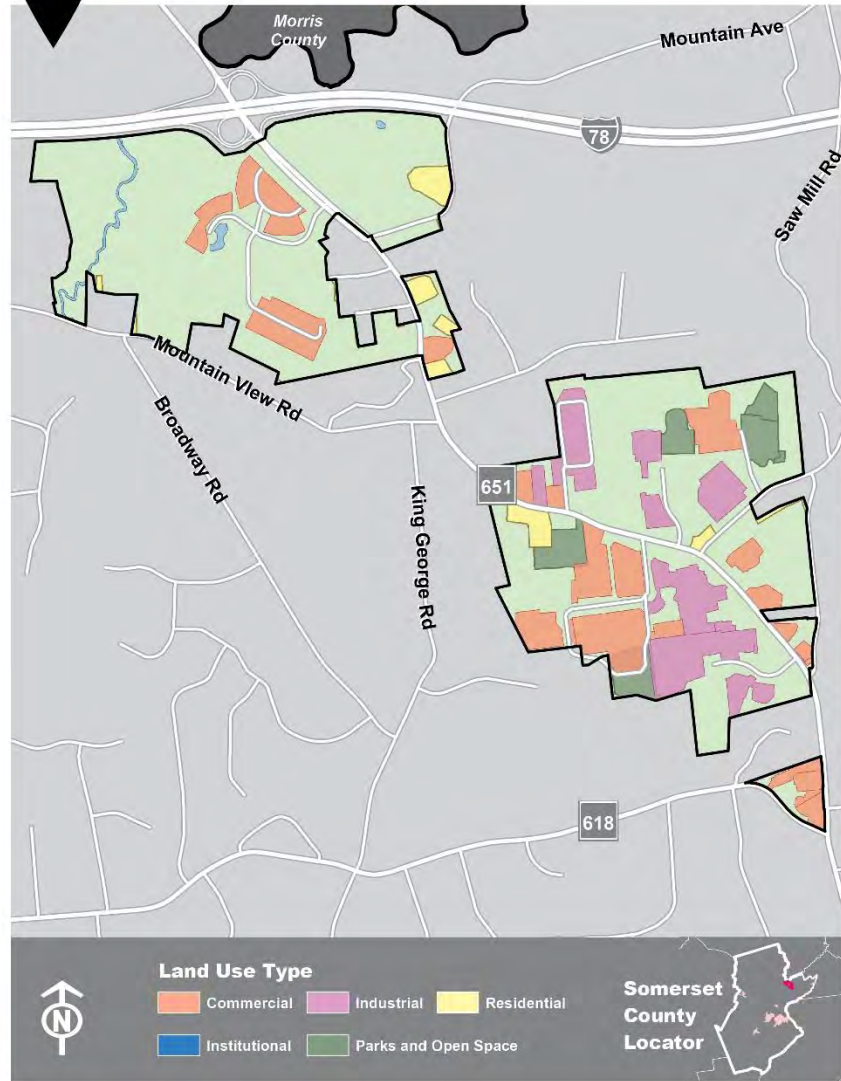 Morris
County
Mountain Ave
78
Saw Mill Rd
Mountain VIew Rd
Broadway Rd
651
King George Rd
618
Land Use Type
Commercial
Industrial
Residential
Institutional
Parks and Open Space
N
Somerset
County
Locator